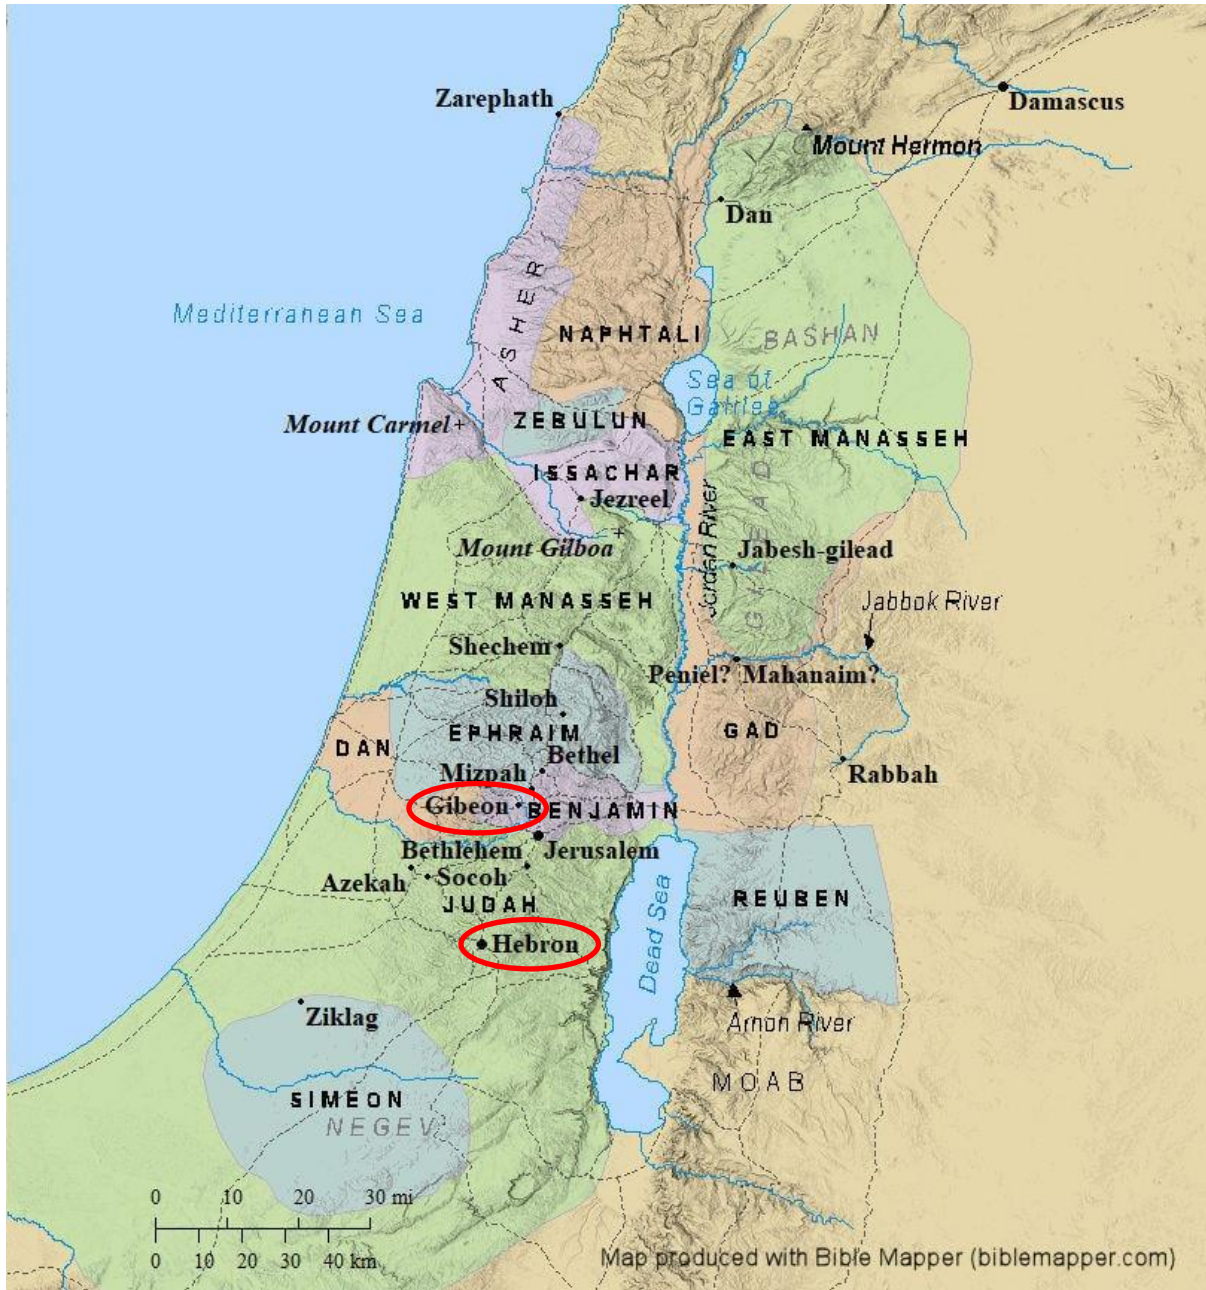 Zarephath
Damascus
Mount Hermon
Dan
ASHER
Mediterranean Sea
NAPHTALI
BASHAN
Sea of
Galilee
Mount Carmel
ZEBULUN
EAST MANASSEH
ISSACHAR
Jezreel
GILEAD
Jordan River
Mount Gilboa
Jabesh-gilead
WEST MANASSEH
Jabbok River
Shechem
Peniel? Mahanaim?
Shiloh
EPHRAIM
GAD
DAN
Bethel
Mizpah
Rabbah
Gibeon
BENJAMIN
Bethlehem
Jerusalem
Azekah
Socoh
JUDAH
REUBEN
Hebron
Dead Sea
Ziklag
Arnon River
MOAB
SIMEON
NEGEV
0 10 20 30 mi
0 10 20 30 40 km
Map produced with Bible Mapper (biblemapper.com)